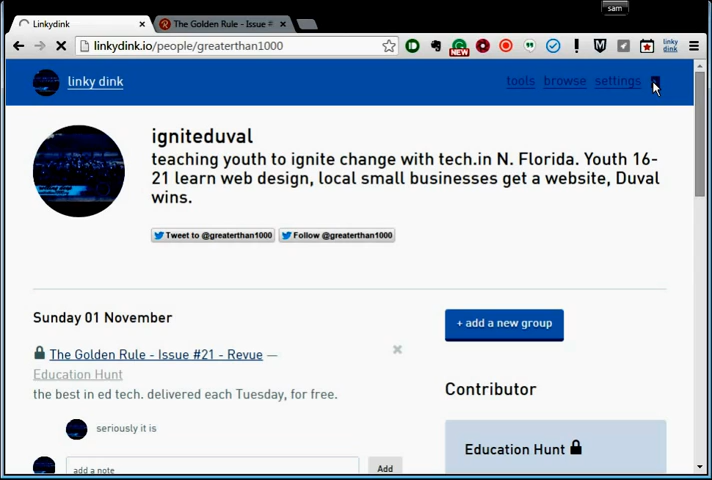 sam
Linkydink
The Golden Rule - Issue #21
linkydink.io/people/greaterthan1000
NEW
linky dink
linky dink
tools browse settings
igniteduval
teaching youth to ignite change with tech.in N. Florida. Youth 16-
21 learn web design, local small businesses get a website, Duval
wins.
Tweet to @greaterthan1000
Follow @greaterthan1000
Sunday 01 November
+ add a new group
The Golden Rule - Issue #21 - Revue —
Education Hunt
the best in ed tech. delivered each Tuesday, for free.
Contributor
seriously it is
Education Hunt
add a note
Add